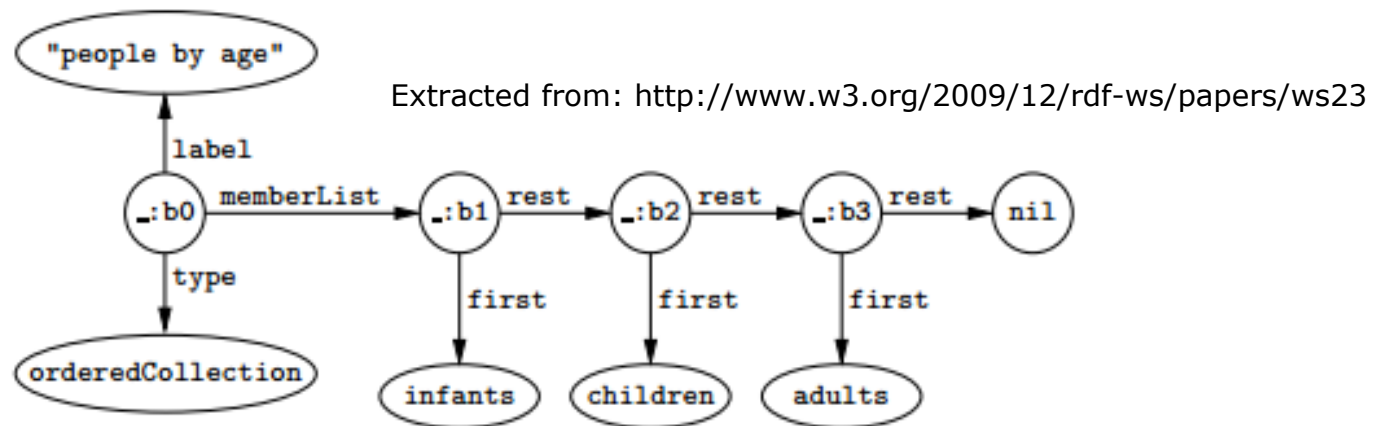 "people by age"
Extracted from: http://www.w3.org/2009/12/rdf-ws/papers/ws23
label
_:b0 memberList _:b1 rest _:b2 rest _:b3 rest nil
type
first first first
orderedCollection
infants children adults